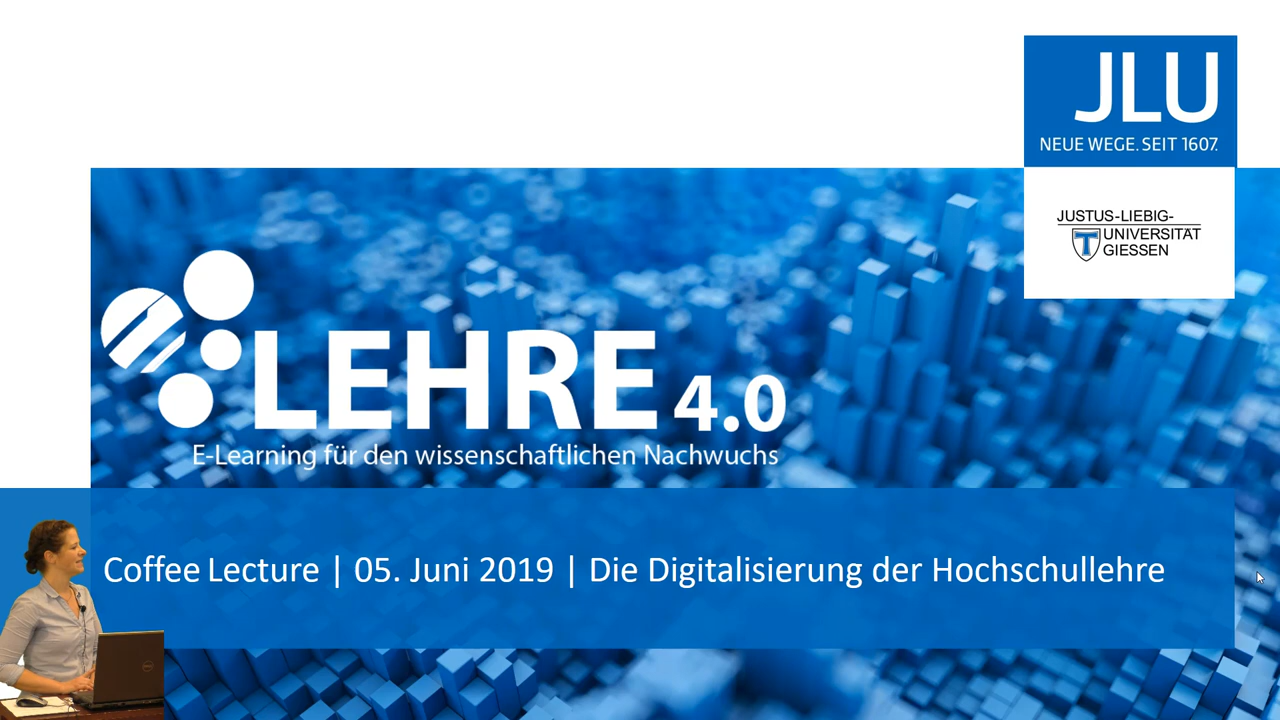 JLU
NEUE WEGE. SEIT 1607.
JUSTUS-LIEBIG-
UNIVERSITÄT
GIESSEN
LEHRE 4.0
E-Learning für den wissenschaftlichen Nachwuchs
Coffee Lecture | 05. Juni 2019 | Die Digitalisierung der Hochschullehre